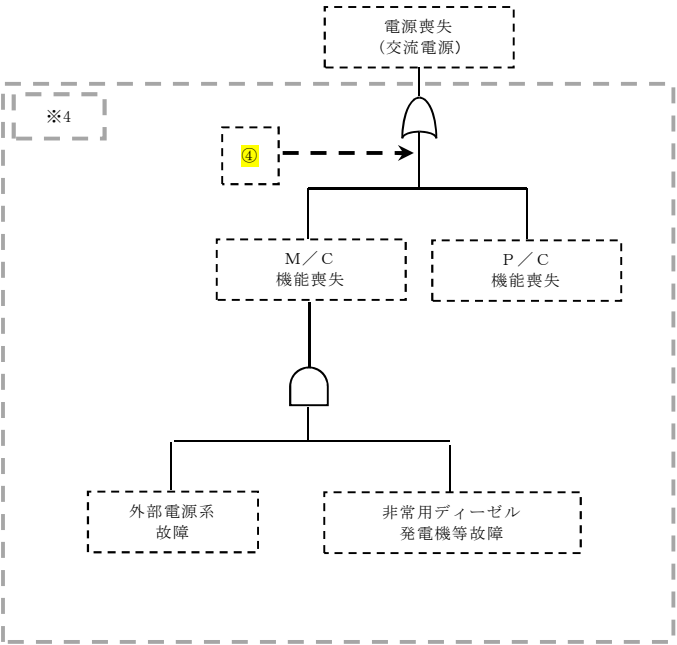 電源喪失
（交流電源）
※4
④
Ｍ／Ｃ
機能喪失
Ｐ／Ｃ
機能喪失
外部電源系
故障
非常用ディーゼル
発電機等故障